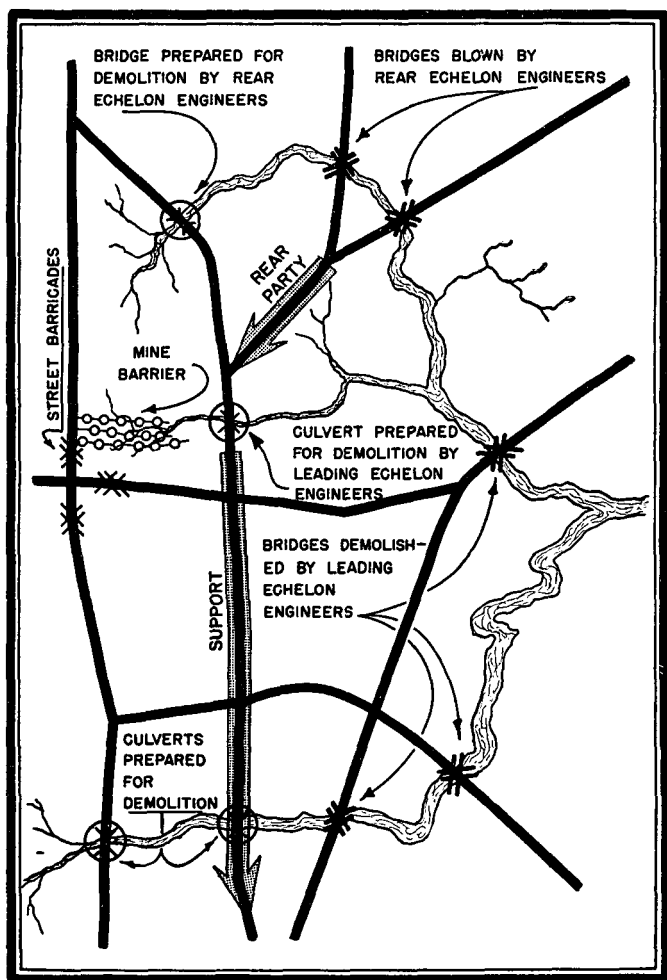 BRIDGE PREPARED FOR
DEMOLITION BY REAR
ECHELON ENGINEERS
BRIDGES BLOWN BY
REAR ECHELON ENGINEERS
STREET BARRICADES
REAR
PARTY
MINE
BARRIER
CULVERT PREPARED
FOR DEMOLITION BY
LEADING ECHELON
ENGINEERS
BRIDGES DEMOLISH-
ED BY LEADING
ECHELON
ENGINEERS
SUPPORT
CULVERTS
PREPARED
FOR
DEMOLITION